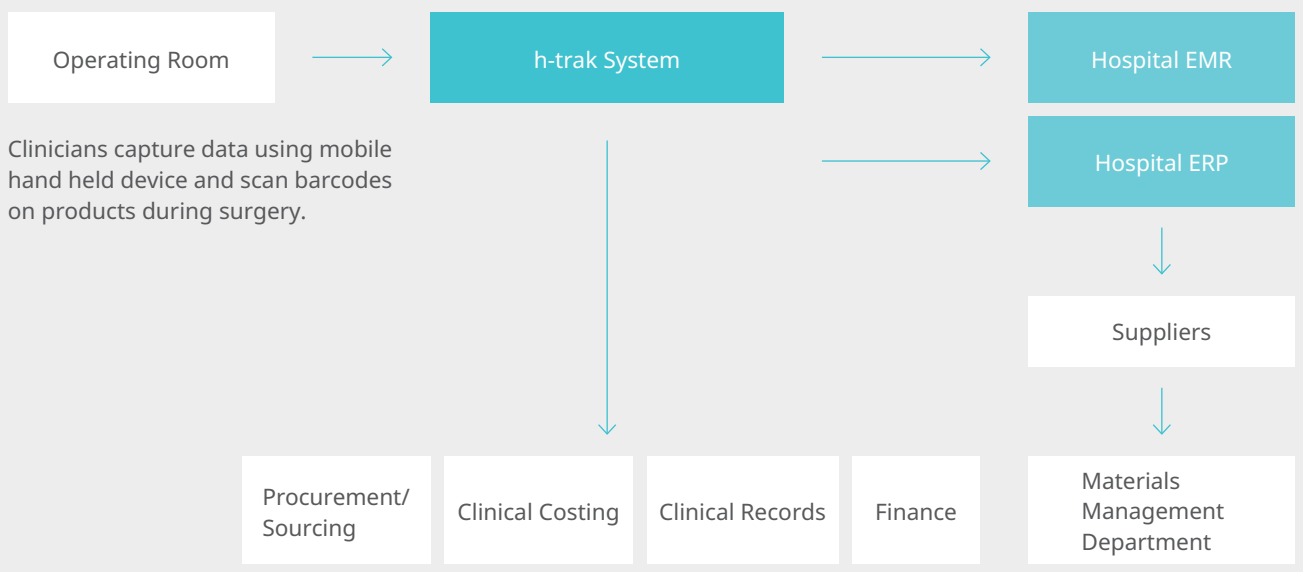 Operating Room
h-trak System
Hospital EMR
Clinicians capture data using mobile
hand held device and scan barcodes
on products during surgery.
Hospital ERP
Suppliers
Procurement/
Sourcing
Clinical Costing
Clinical Records
Finance
Materials
Management
Department